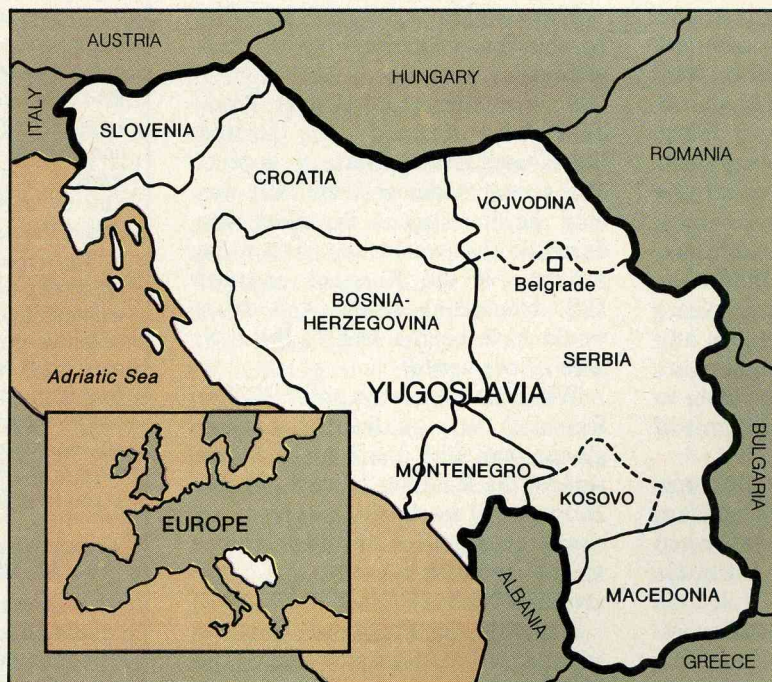 AUSTRIA
HUNGARY
ITALY
SLOVENIA
ROMANIA
CROATIA
VOJVODINA
Belgrade
BOSNIA-
HERZEGOVINA
SERBIA
Adriatic Sea
YUGOSLAVIA
BULGARIA
MONTENEGRO
KOSOVO
EUROPE
ALBANIA
MACEDONIA
GREECE